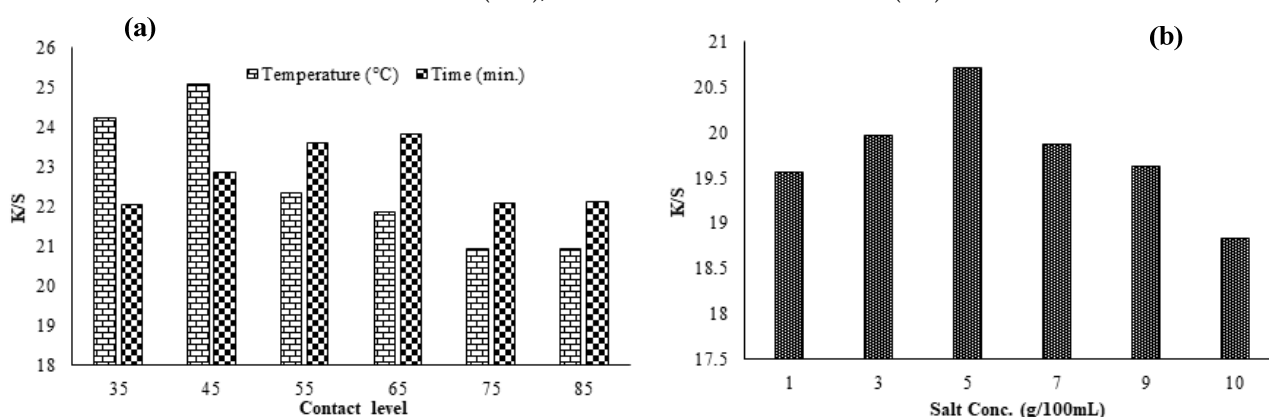 (a)
26
25
24
23
22
21
20
19
18
K/S
Temperature (°C) Time (min.)
35 45 55 65 75 85
Contact level
(b)
21
20.5
20
19.5
19
18.5
18
17.5
K/S
1 3 5 7 9 10
Salt Conc. (g/100mL)